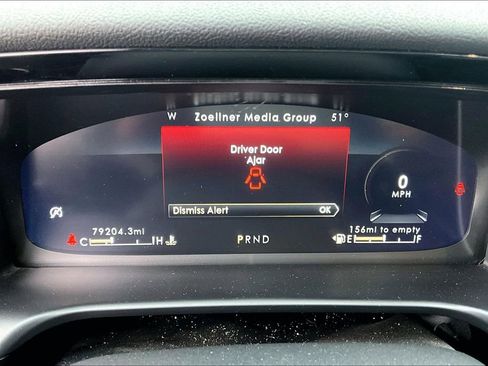 W Zoellner Media Group 51°
Driver Door
Ajar
Dismiss Alert OK
0
MPH
79204.3mi
156mi to empty
C H
PRND
E F